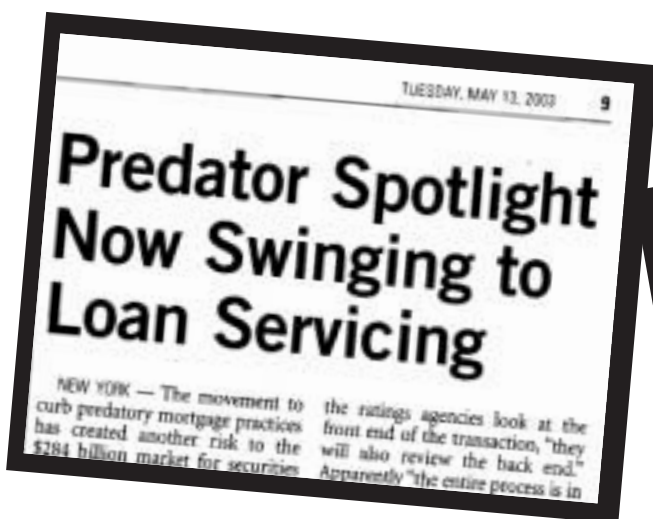 TUESDAY, MAY 13, 2003 9
Predator Spotlight
Now Swinging to
Loan Servicing
NEW YORK — The movement to
curb predatory mortgage practices
has created another risk to the
$284 billion market for securities
the ratings agencies look at the
front end of the transaction, "they
will also review the back end."
Apparently "the entire process is in